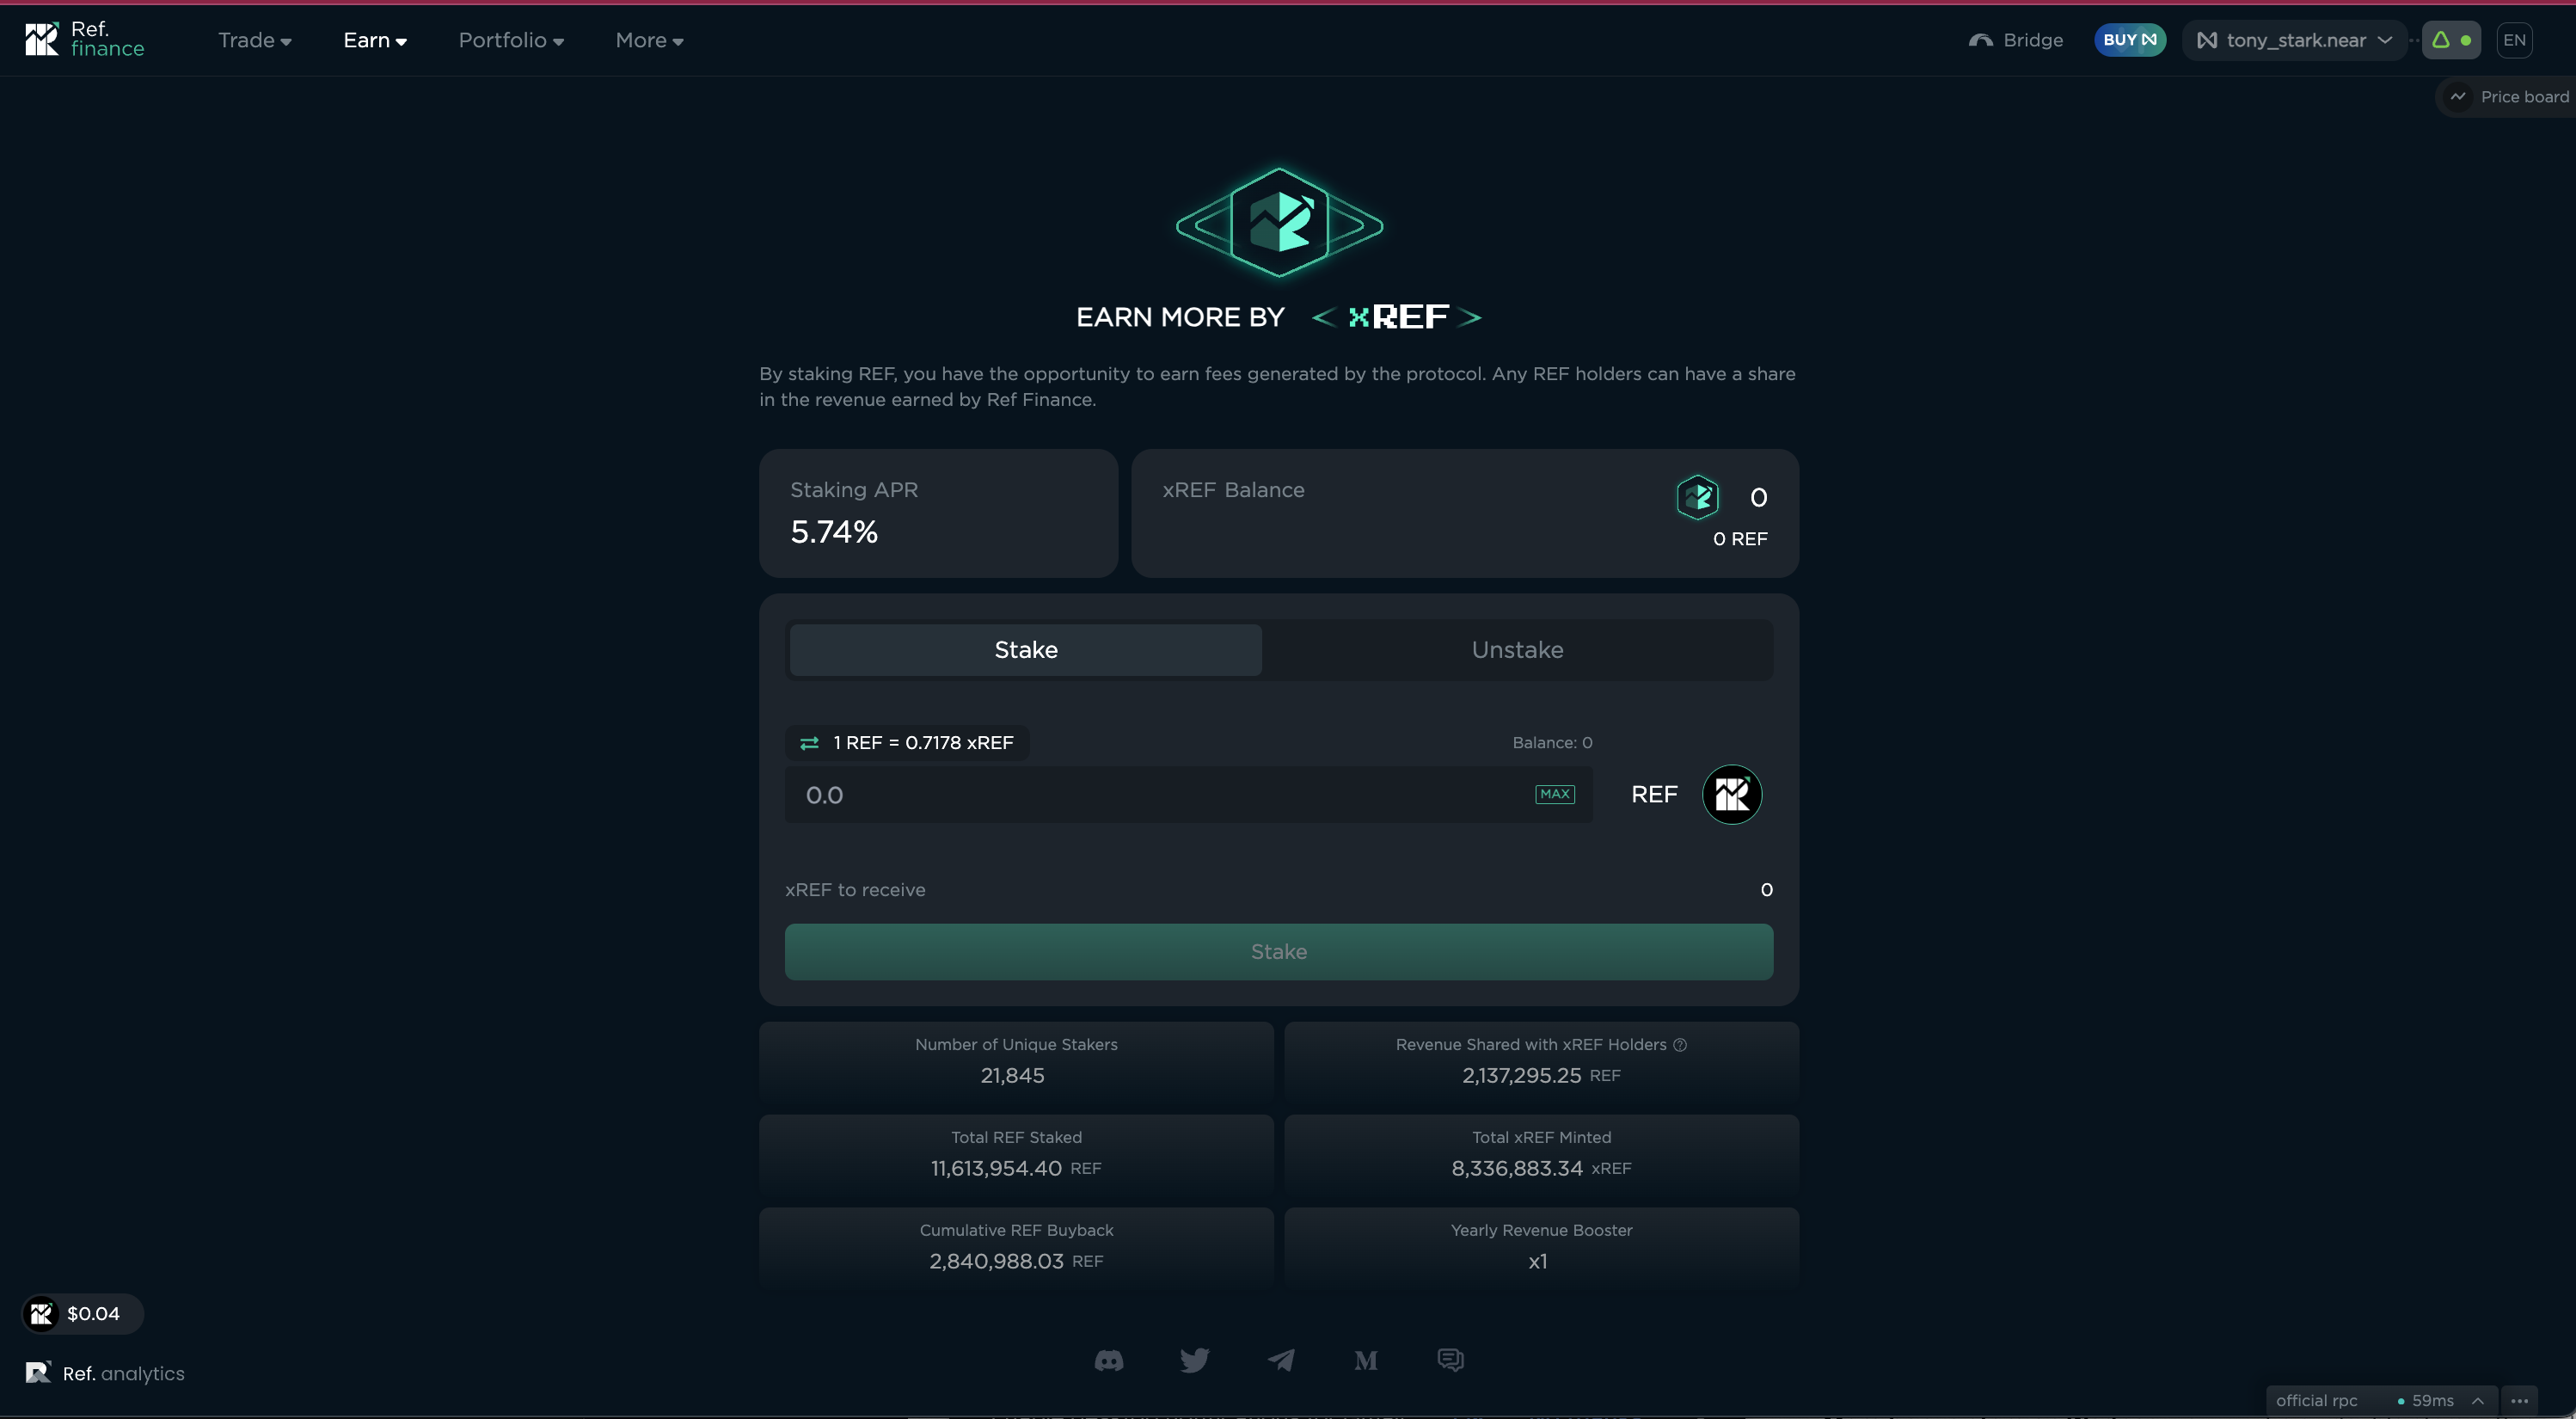 Ref.
finance
Trade
Earn
Portfolio
More
Bridge
BUY
tony_stark.near
EN
Price board
EARN MORE BY < xREF >
By staking REF, you have the opportunity to earn fees generated by the protocol. Any REF holders can have a share
in the revenue earned by Ref Finance.
Staking APR
5.74%
xREF Balance
0
0 REF
Stake
Unstake
1 REF = 0.7178 xREF
Balance: 0
0.0
MAX
REF
xREF to receive
0
Stake
Number of Unique Stakers
21,845
Revenue Shared with xREF Holders
2,137,295.25 REF
Total REF Staked
11,613,954.40 REF
Total xREF Minted
8,336,883.34 xREF
Cumulative REF Buyback
2,840,988.03 REF
Yearly Revenue Booster
x1
$0.04
Ref. analytics
official rpc
59ms